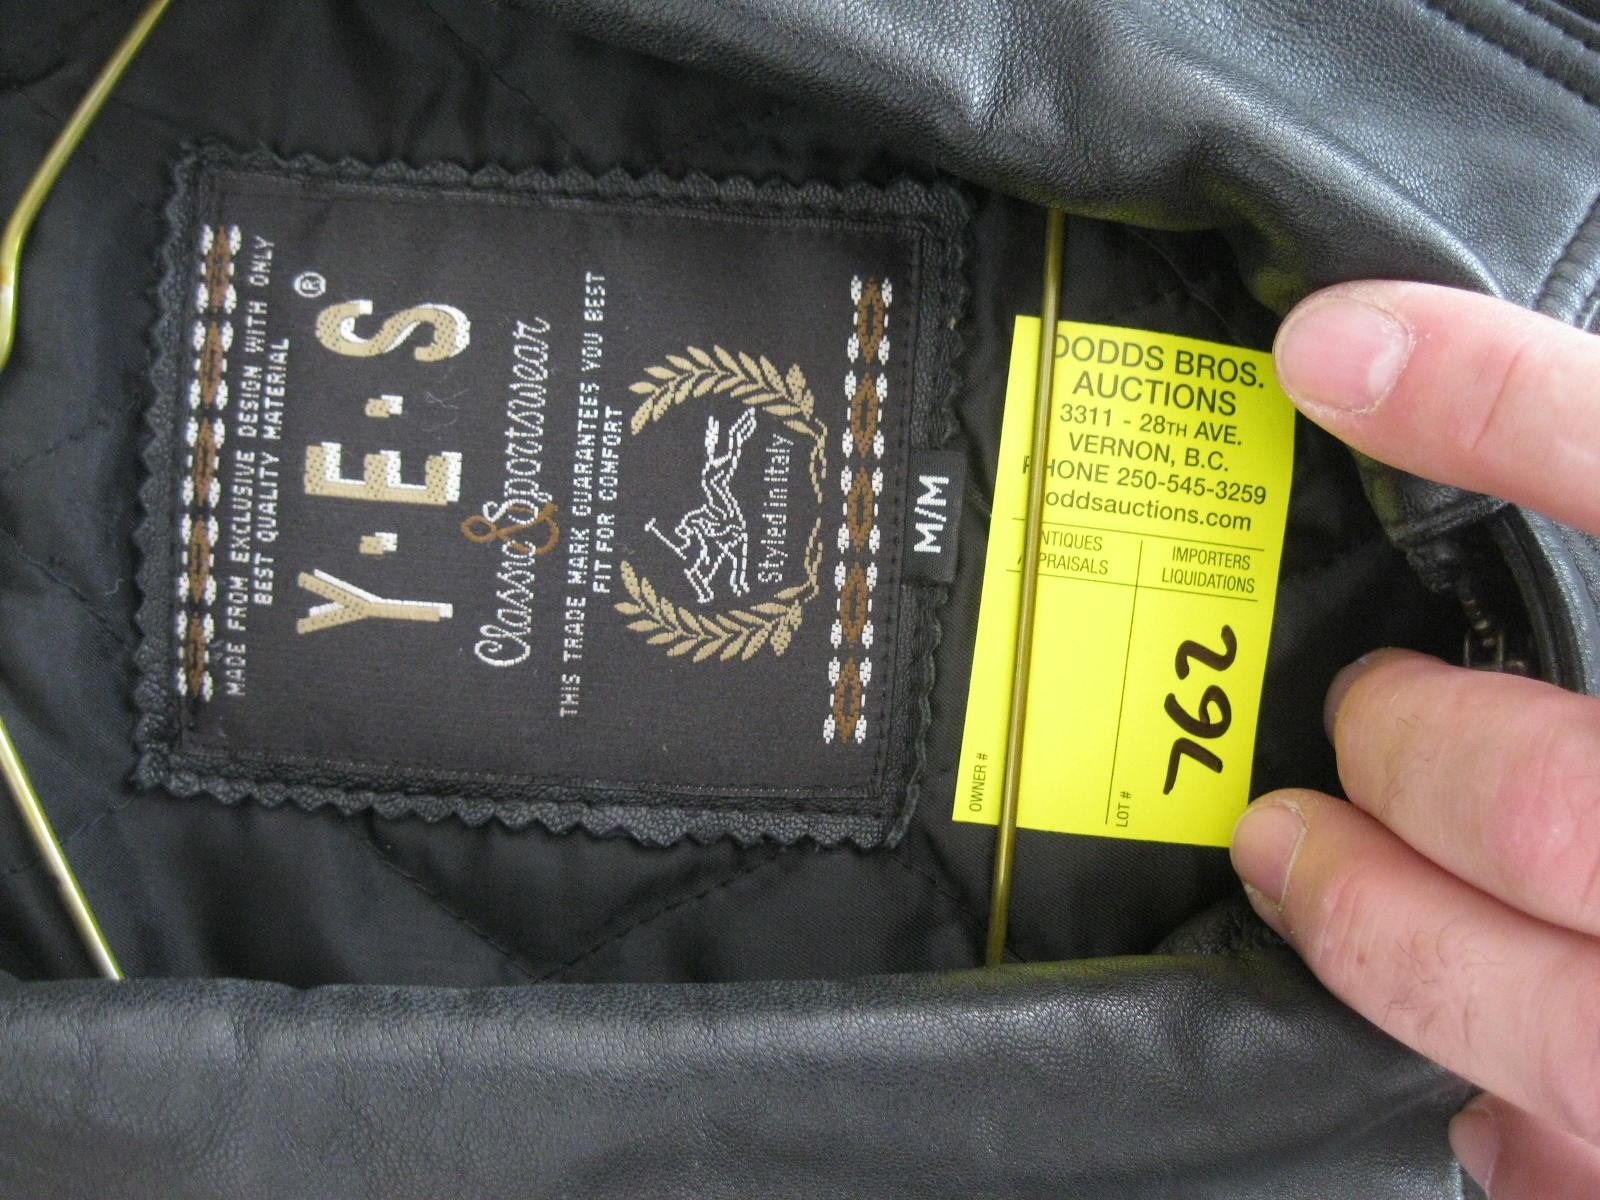 MADE FROM EXCLUSIVE DESIGN WITH ONLY
BEST QUALITY MATERIAL
Y·E·S®
Classic & Sportswear
THIS TRADE MARK GUARANTEES YOU BEST
FIT FOR COMFORT
Styled in Italy
M/M
DODDS BROS.
AUCTIONS
3311 - 28TH AVE.
VERNON, B.C.
PHONE 250-545-3259
doddsauctions.com
ANTIQUES
APPRAISALS
IMPORTERS
LIQUIDATIONS
OWNER #
LOT #
762